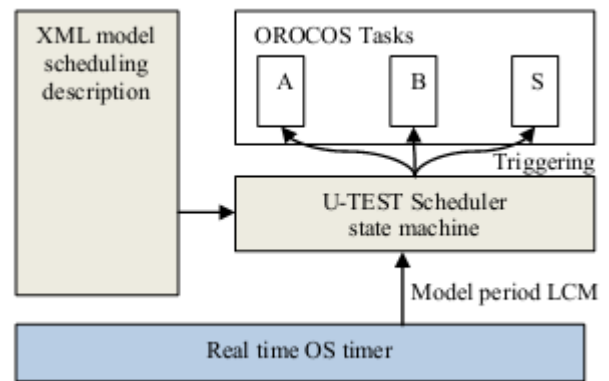 XML model
scheduling
description
OROCOS Tasks
A
B
S
Triggering
U-TEST Scheduler
state machine
Model period LCM
Real time OS timer